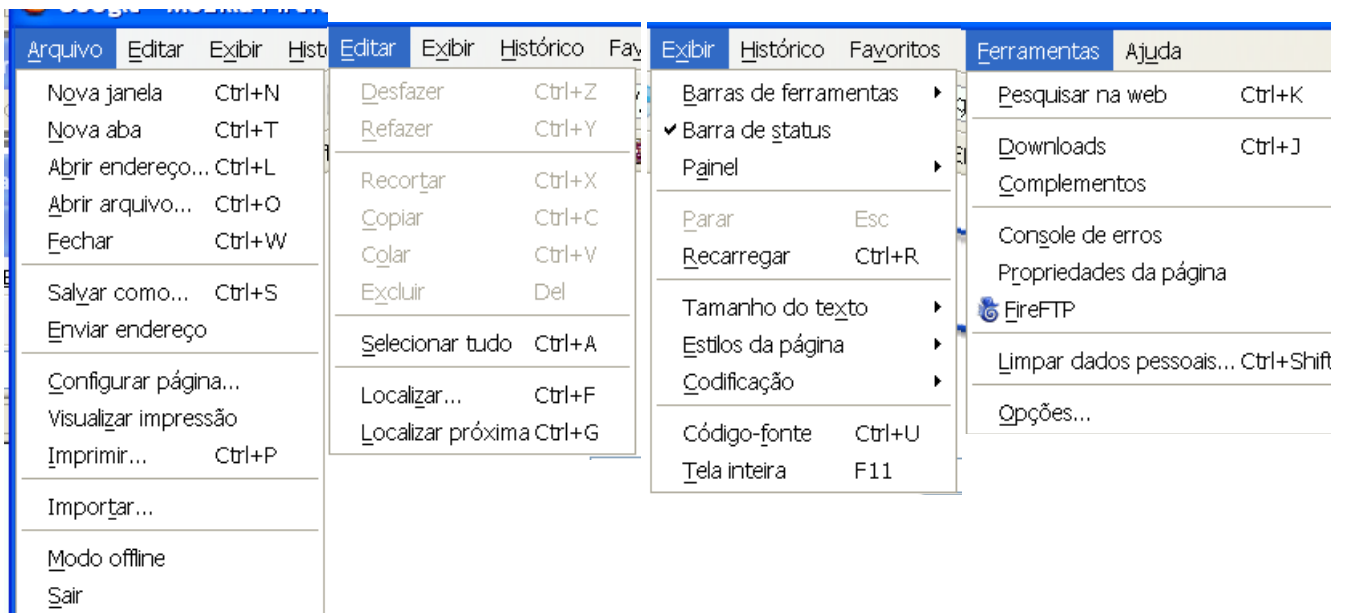 Arquivo Editar Exibir Histó
Nova janela Ctrl+N
Nova aba Ctrl+T
Abrir endereço... Ctrl+L
Abrir arquivo... Ctrl+O
Fechar Ctrl+W
Salvar como... Ctrl+S
Enviar endereço
Configurar página...
Visualizar impressão
Imprimir... Ctrl+P
Importar...
Modo offline
Sair
Editar Exibir Histórico Fav
Desfazer Ctrl+Z
Refazer Ctrl+Y
Recortar Ctrl+X
Copiar Ctrl+C
Colar Ctrl+V
Excluir Del
Selecionar tudo Ctrl+A
Localizar... Ctrl+F
Localizar próxima Ctrl+G
Exibir Histórico Favoritos
Barras de ferramentas
Barra de status
Painel
Parar Esc
Recarregar Ctrl+R
Tamanho do texto
Estilos da página
Codificação
Código-fonte Ctrl+U
Tela inteira F11
Ferramentas Ajuda
Pesquisar na web Ctrl+K
Downloads Ctrl+J
Complementos
Console de erros
Propriedades da página
FireFTP
Limpar dados pessoais... Ctrl+Shift
Opções...